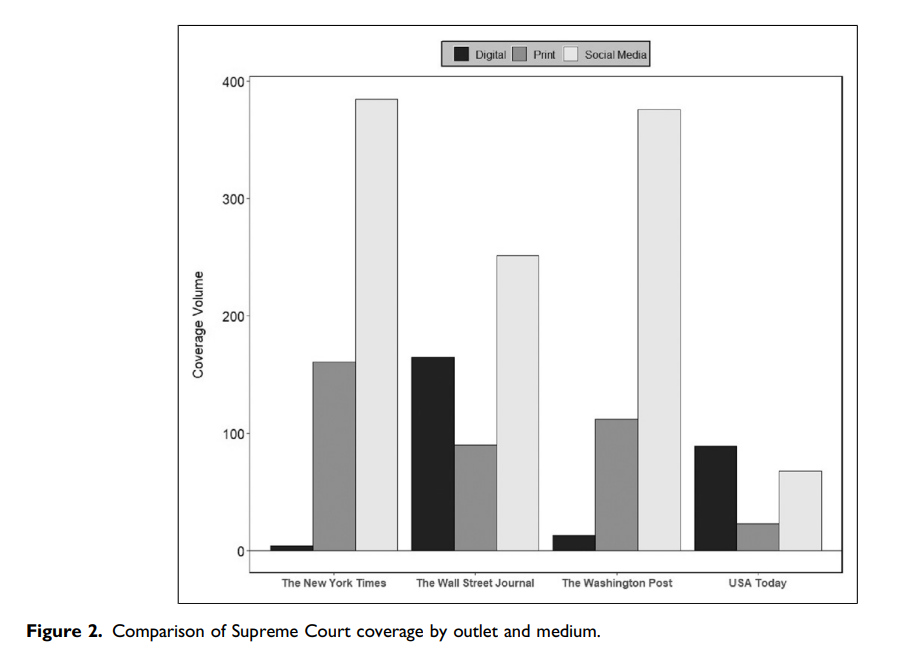 Digital Print Social Media
400
300
200
100
0
Coverage Volume
The New York Times The Wall Street Journal The Washington Post USA Today
Figure 2. Comparison of Supreme Court coverage by outlet and medium.